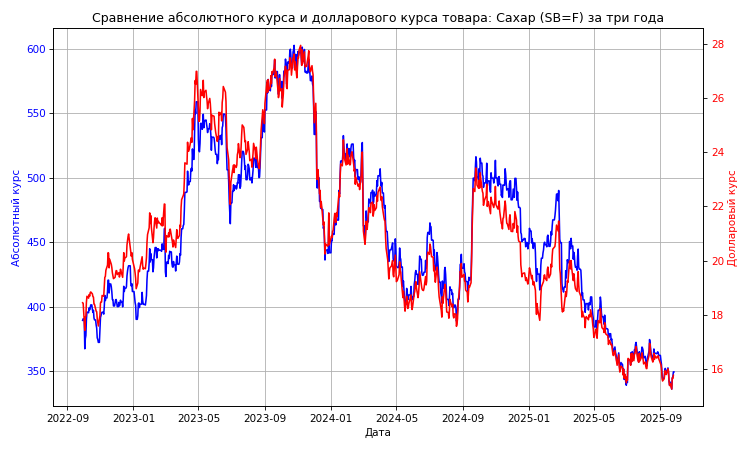 Сравнение абсолютного курса и долларового курса товара: Сахар (SB=F) за три года
Абсолютный курс
600
550
500
450
400
350
28
26
24
22
20
18
16
Долларовый курс
2022-09 2023-01 2023-05 2023-09 2024-01 2024-05 2024-09 2025-01 2025-05 2025-09
Дата